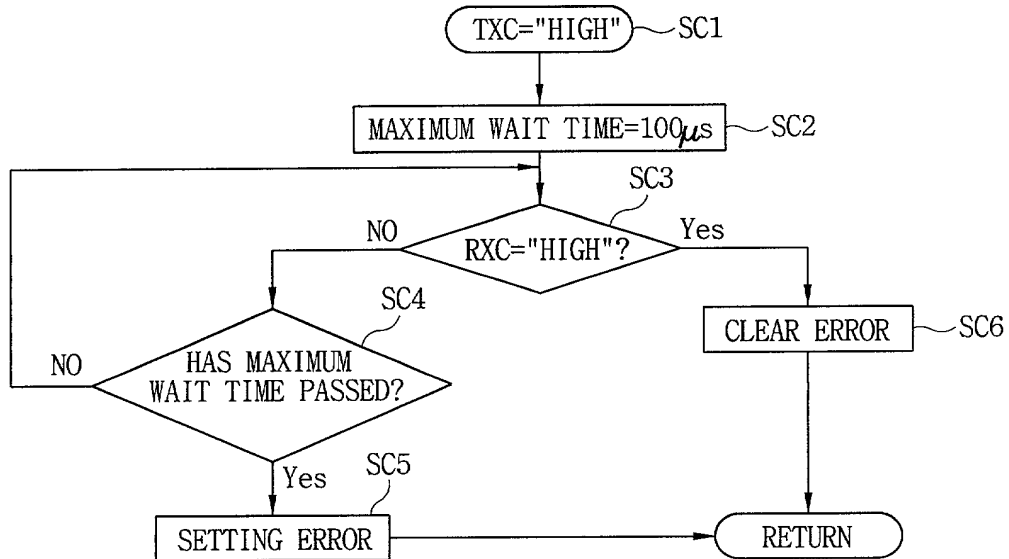 TXC="HIGH"
SC1
MAXIMUM WAIT TIME=100μs
SC2
SC3
NO
Yes
RXC="HIGH"?
SC4
CLEAR ERROR
SC6
NO
HAS MAXIMUM
WAIT TIME PASSED?
Yes
SC5
SETTING ERROR
RETURN